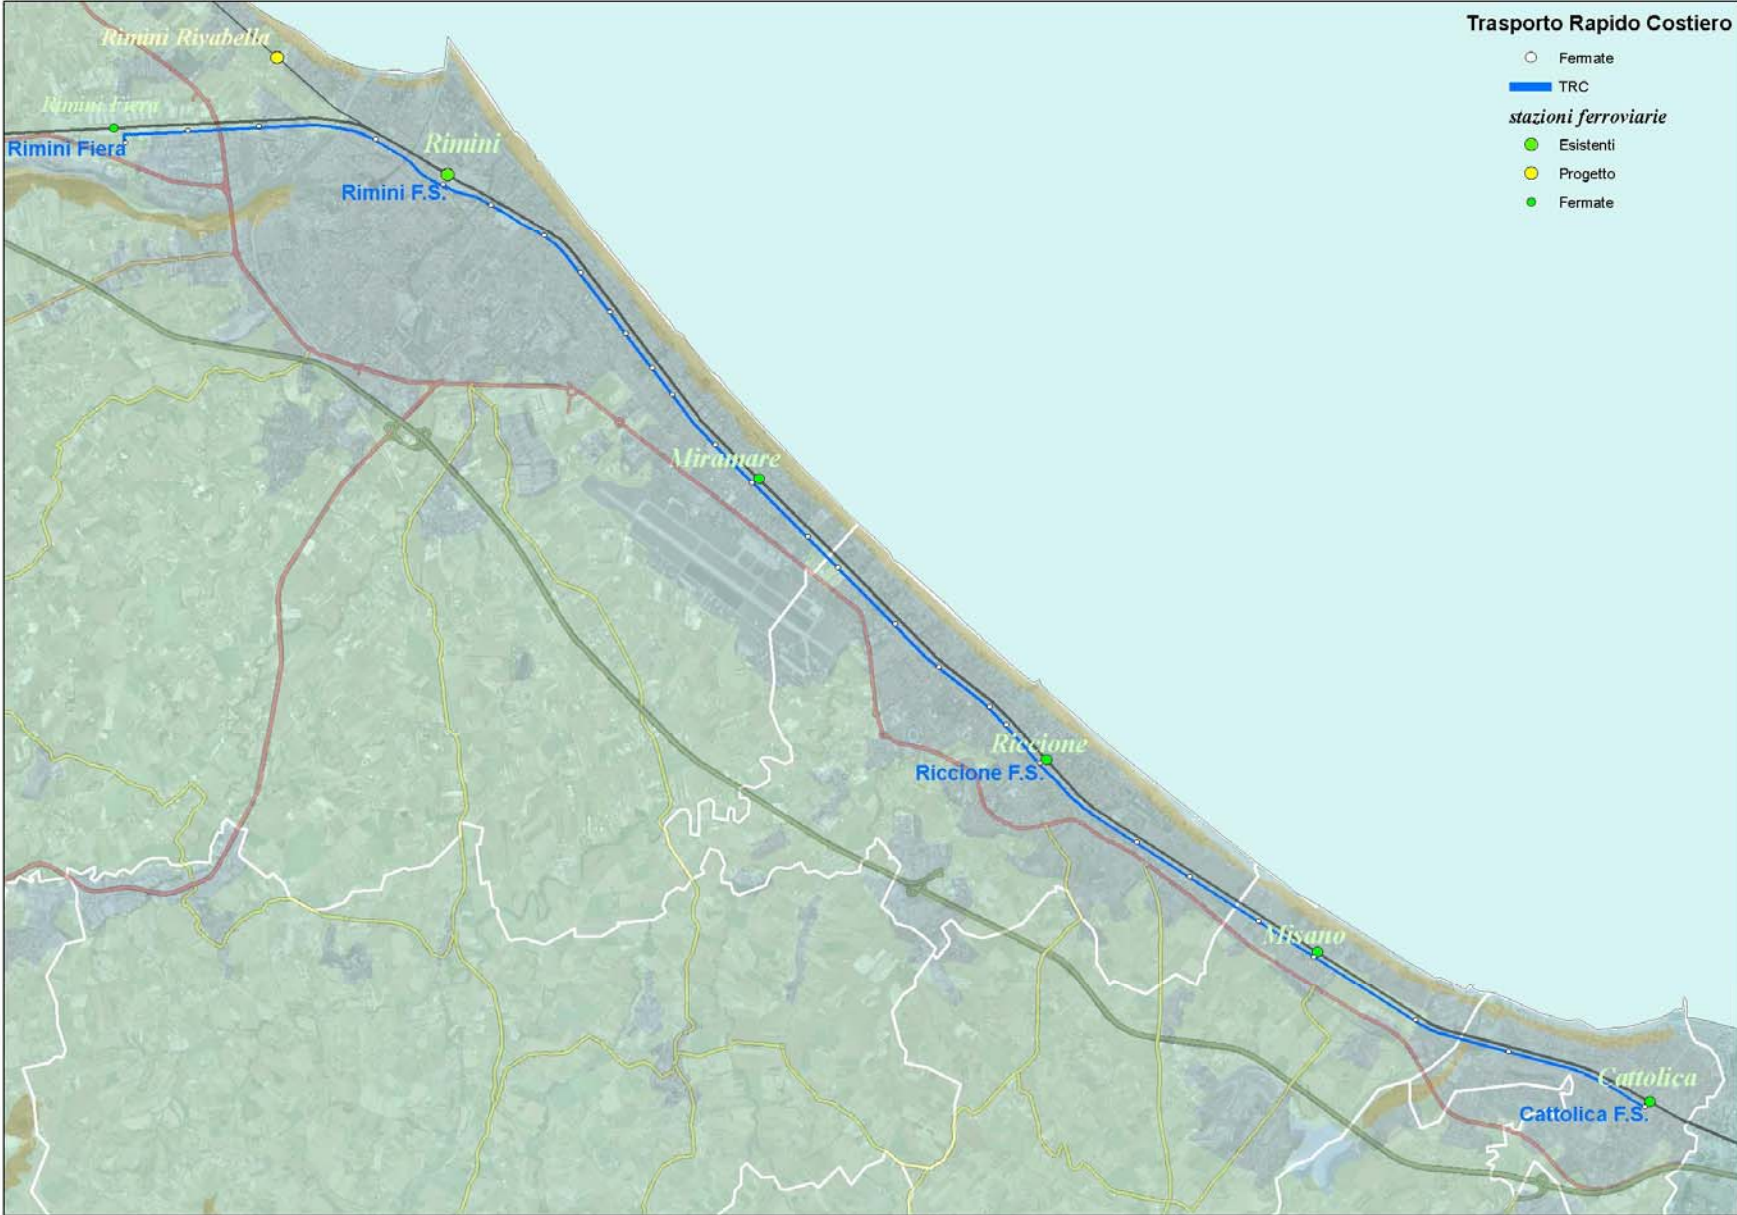 Trasporto Rapido Costiero
Fermate
TRC
stazioni ferroviarie
Esistenti
Progetto
Fermate
Rimini Rivabella
Rimini Fiera
Rimini Fiera
Rimini
Rimini F.S.
Miramare
Riccione
Riccione F.S.
Misano
Cattolica
Cattolica F.S.